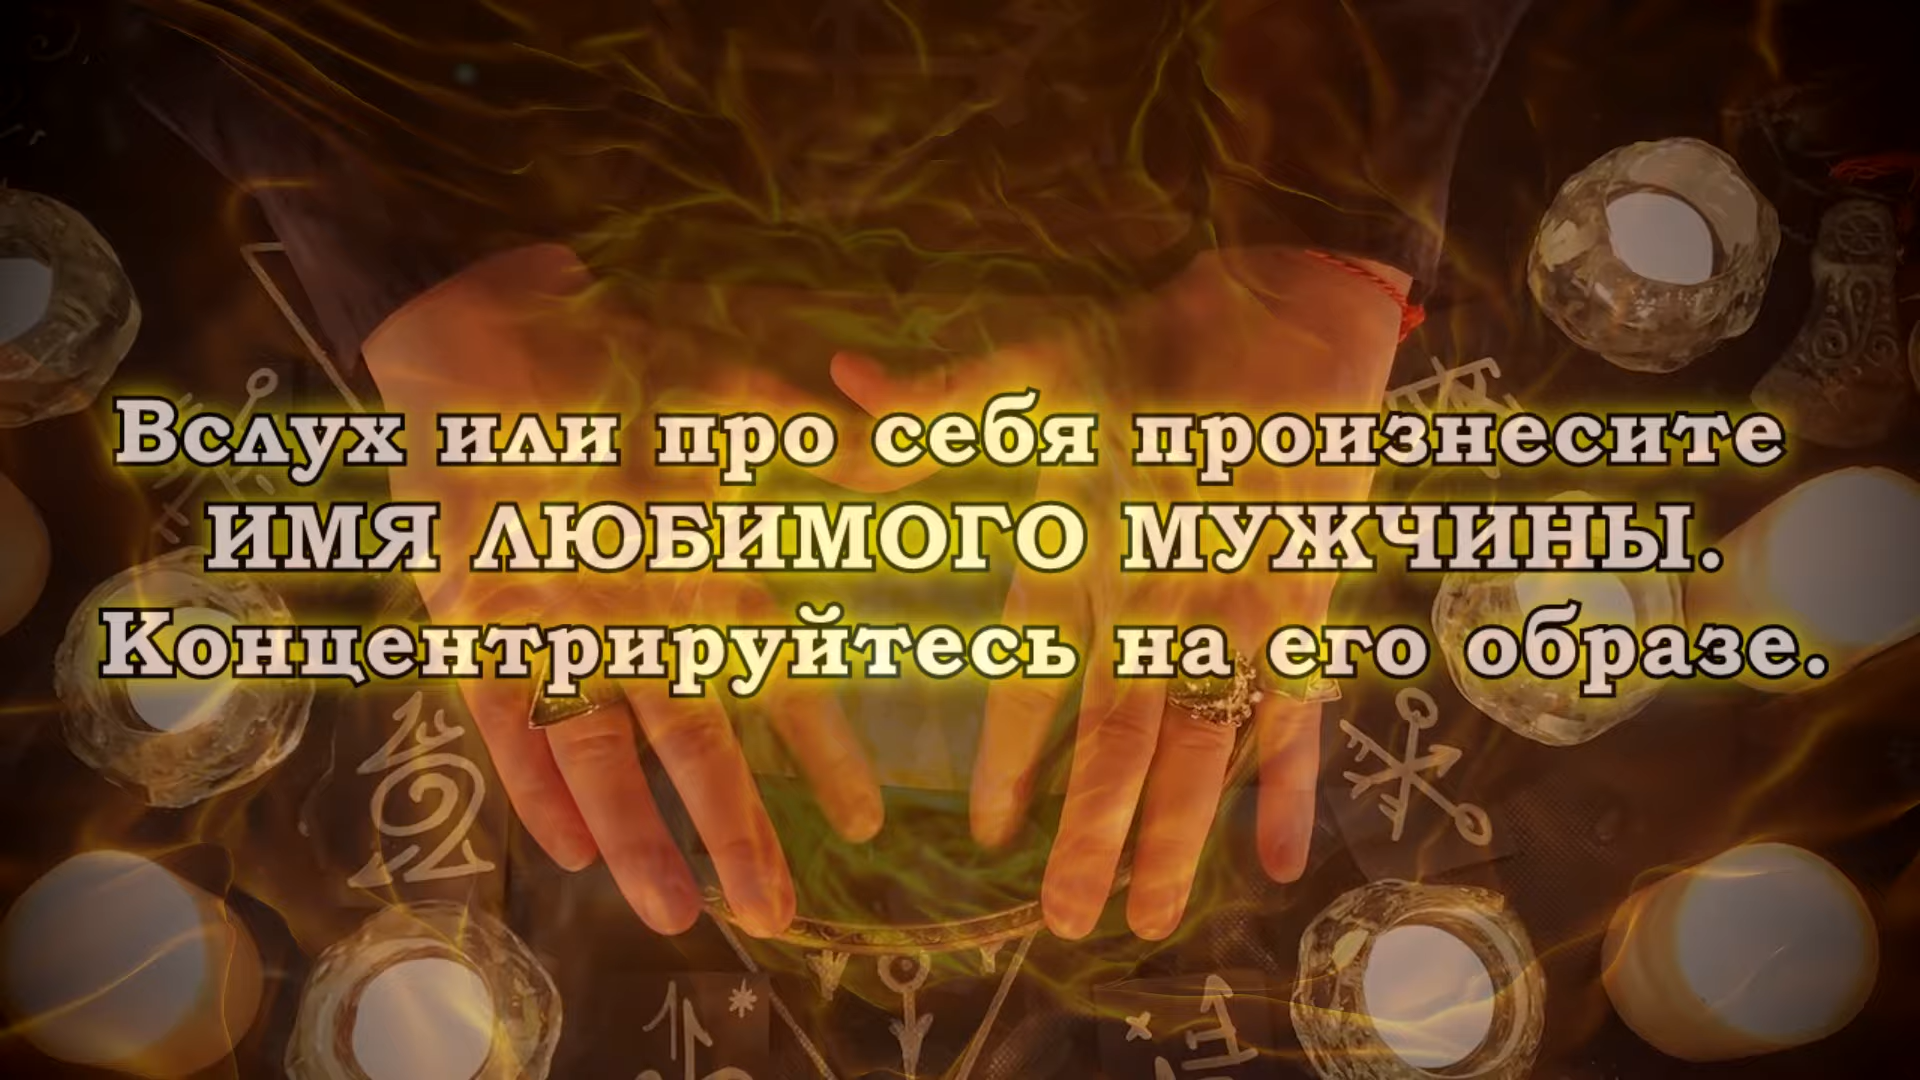 Вслух или про себя произнесите
ИМЯ ЛЮБИМОГО МУЖЧИНЫ.
Концентрируйтесь на его образе.